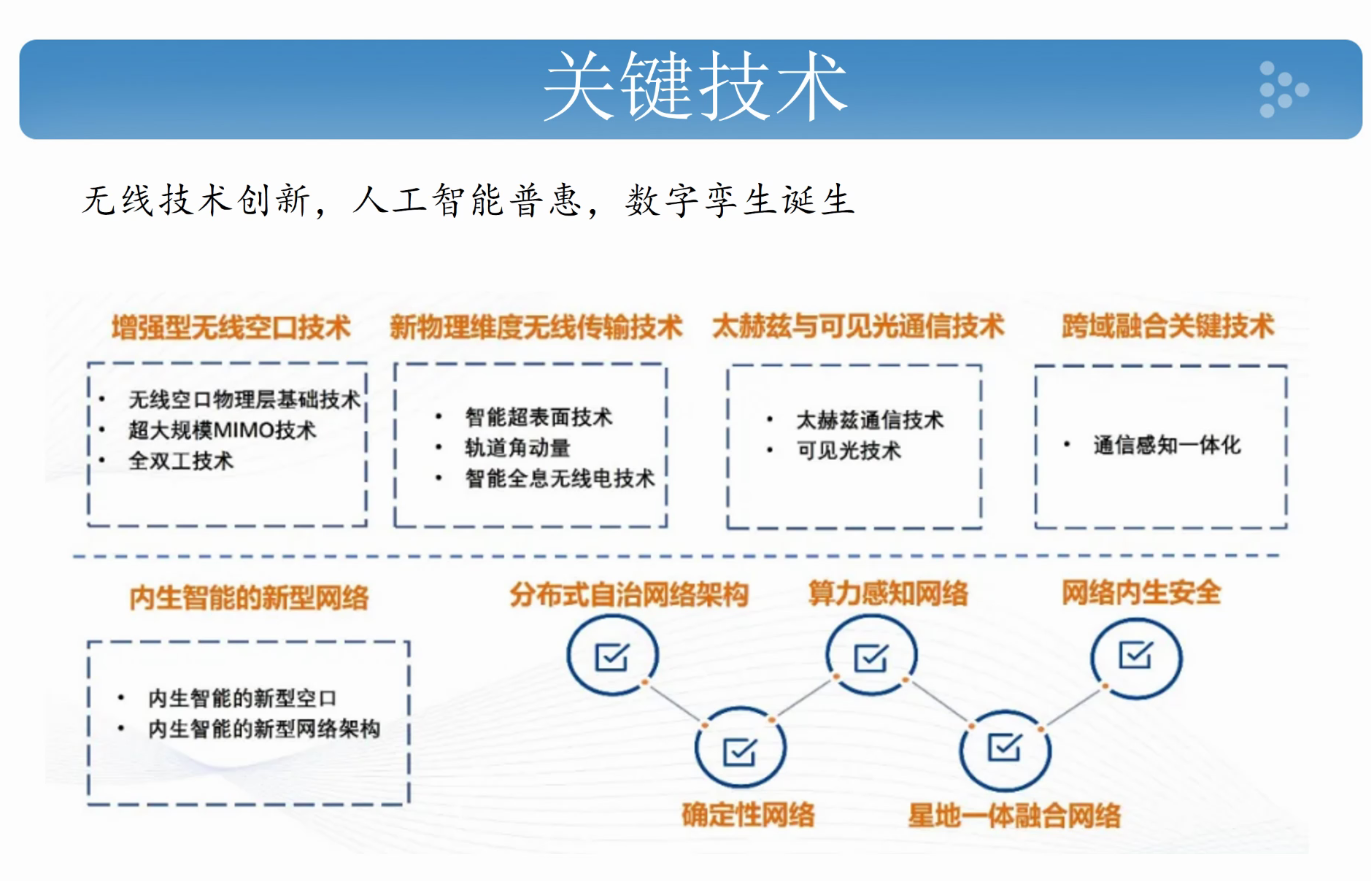 关键技术
无线技术创新，人工智能普惠，数字孪生诞生
增强型无线空口技术
• 无线空口物理层基础技术
• 超大规模MIMO技术
• 全双工技术
新物理维度无线传输技术
• 智能超表面技术
• 轨道角动量
• 智能全息无线电技术
太赫兹与可见光通信技术
• 太赫兹通信技术
• 可见光技术
跨域融合关键技术
• 通信感知一体化
内生智能的新型网络
• 内生智能的新型空口
• 内生智能的新型网络架构
分布式自治网络架构
确定性网络
算力感知网络
星地一体融合网络
网络内生安全